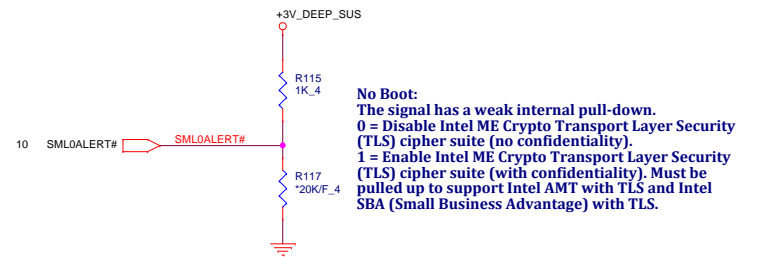 +3V_DEEP_SUS
R115
1K_4
10 SML0ALERT# SML0ALERT#
R117
*20K/F_4
No Boot:
The signal has a weak internal pull-down.
0 = Disable Intel ME Crypto Transport Layer Security
(TLS) cipher suite (no confidentiality).
1 = Enable Intel ME Crypto Transport Layer Security
(TLS) cipher suite (with confidentiality). Must be
pulled up to support Intel AMT with TLS and Intel
SBA (Small Business Advantage) with TLS.